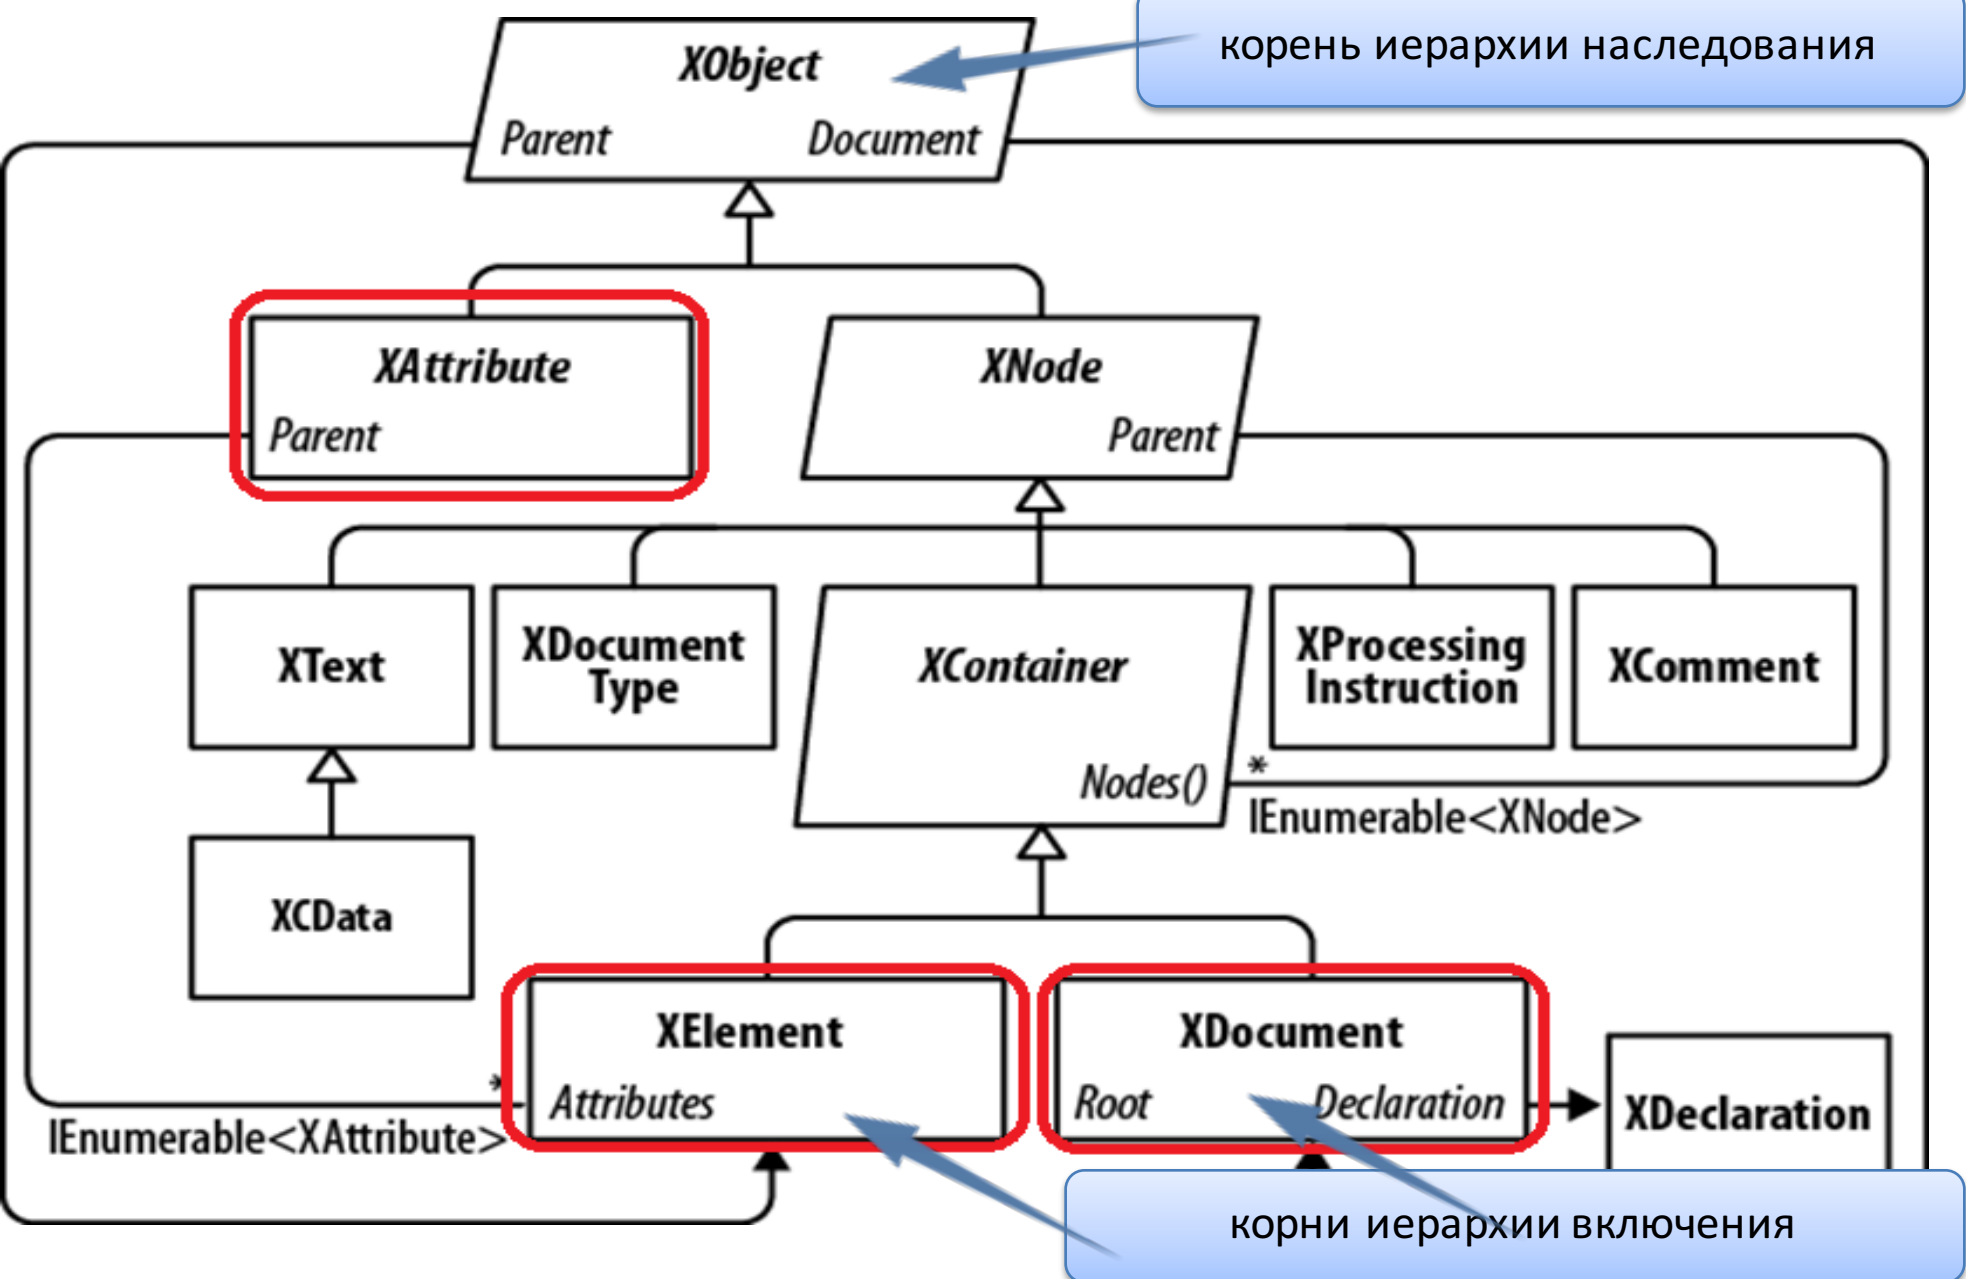 XObject
корень иерархии наследования
Parent
Document
XAttribute
XNode
Parent
Parent
XText
XDocument
Type
XContainer
XProcessing
Instruction
XComment
Nodes()
*
IEnumerable<XNode>
XCData
XElement
XDocument
*
Attributes
Root
Declaration
XDeclaration
IEnumerable<XAttribute>
корни иерархии включения